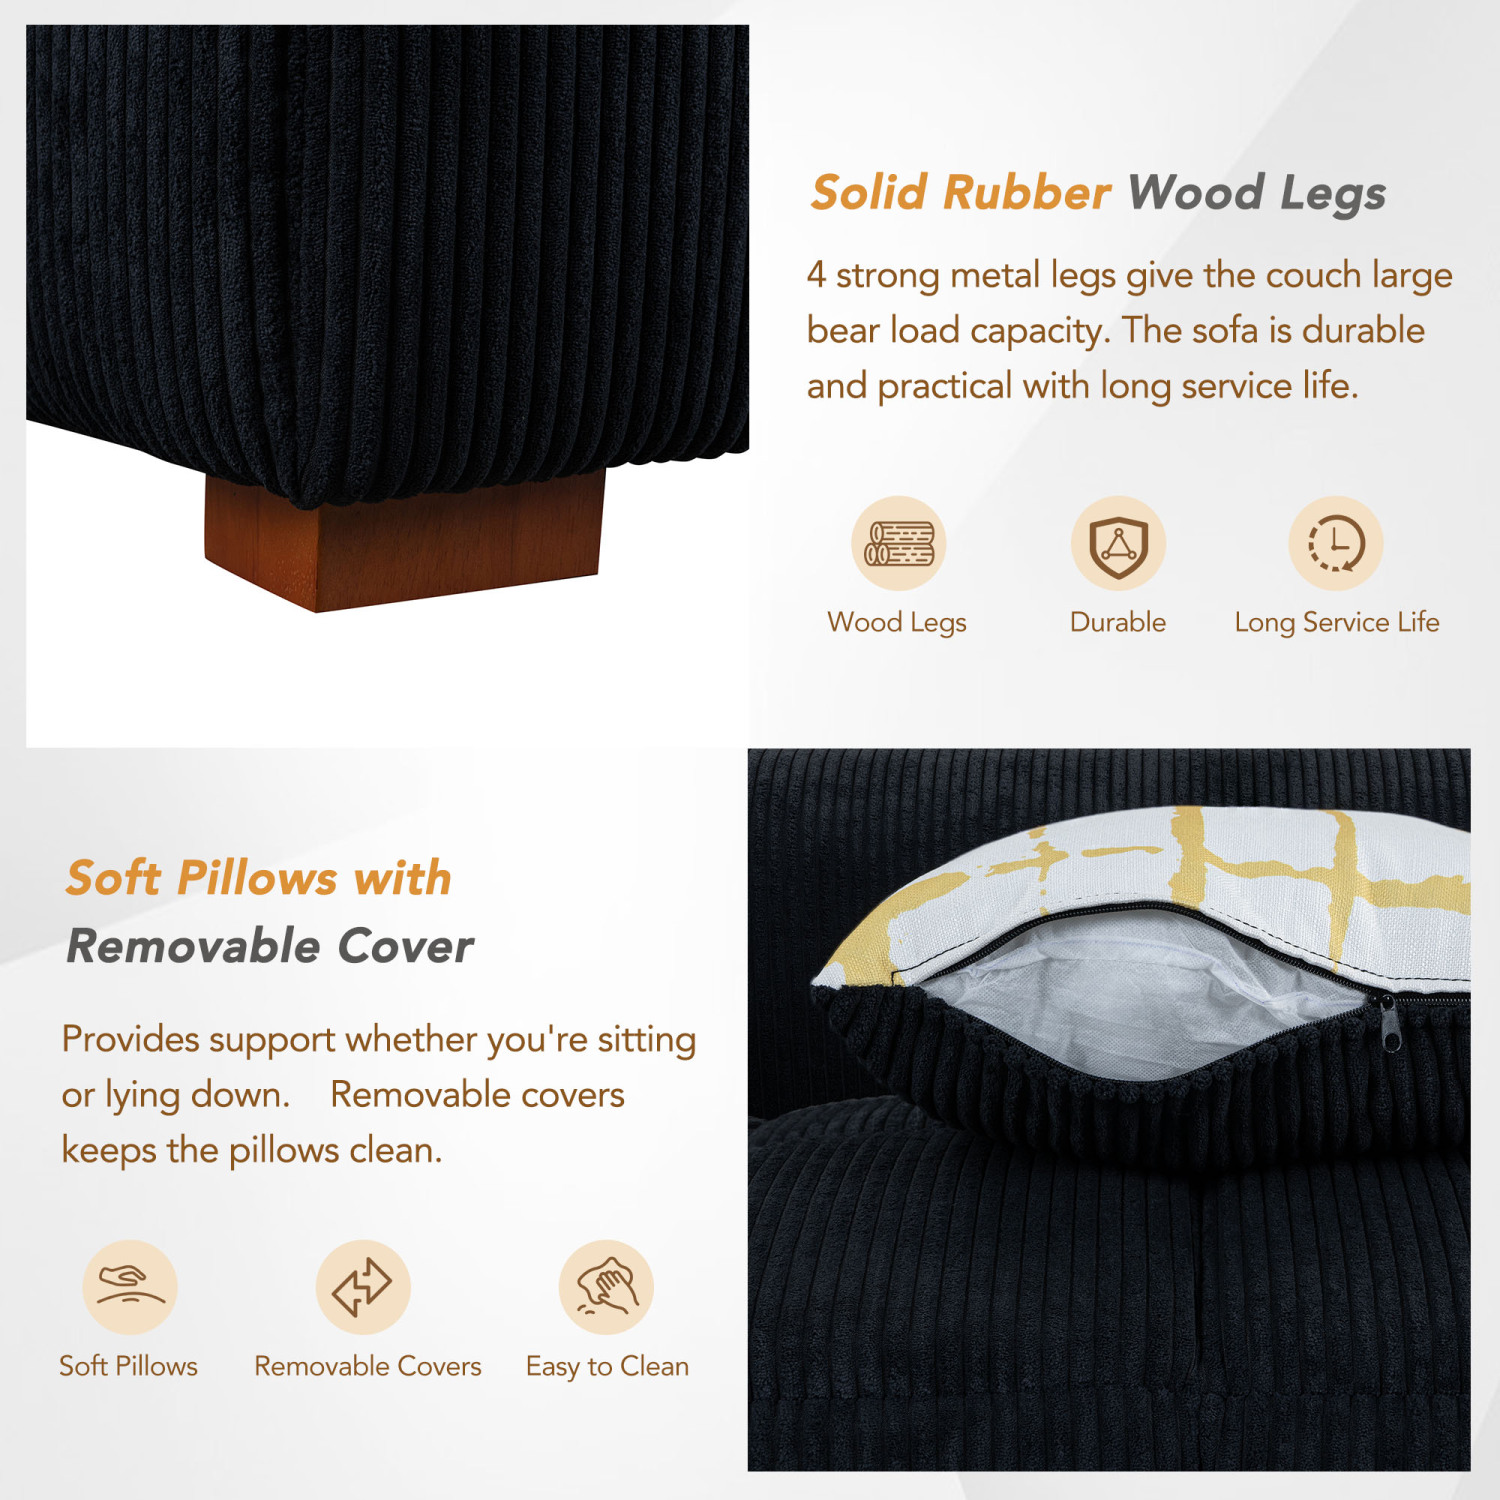 Solid Rubber Wood Legs
4 strong metal legs give the couch large
bear load capacity. The sofa is durable
and practical with long service life.
Wood Legs
Durable
Long Service Life
Soft Pillows with
Removable Cover
Provides support whether you're sitting
or lying down. Removable covers
keeps the pillows clean.
Soft Pillows
Removable Covers
Easy to Clean